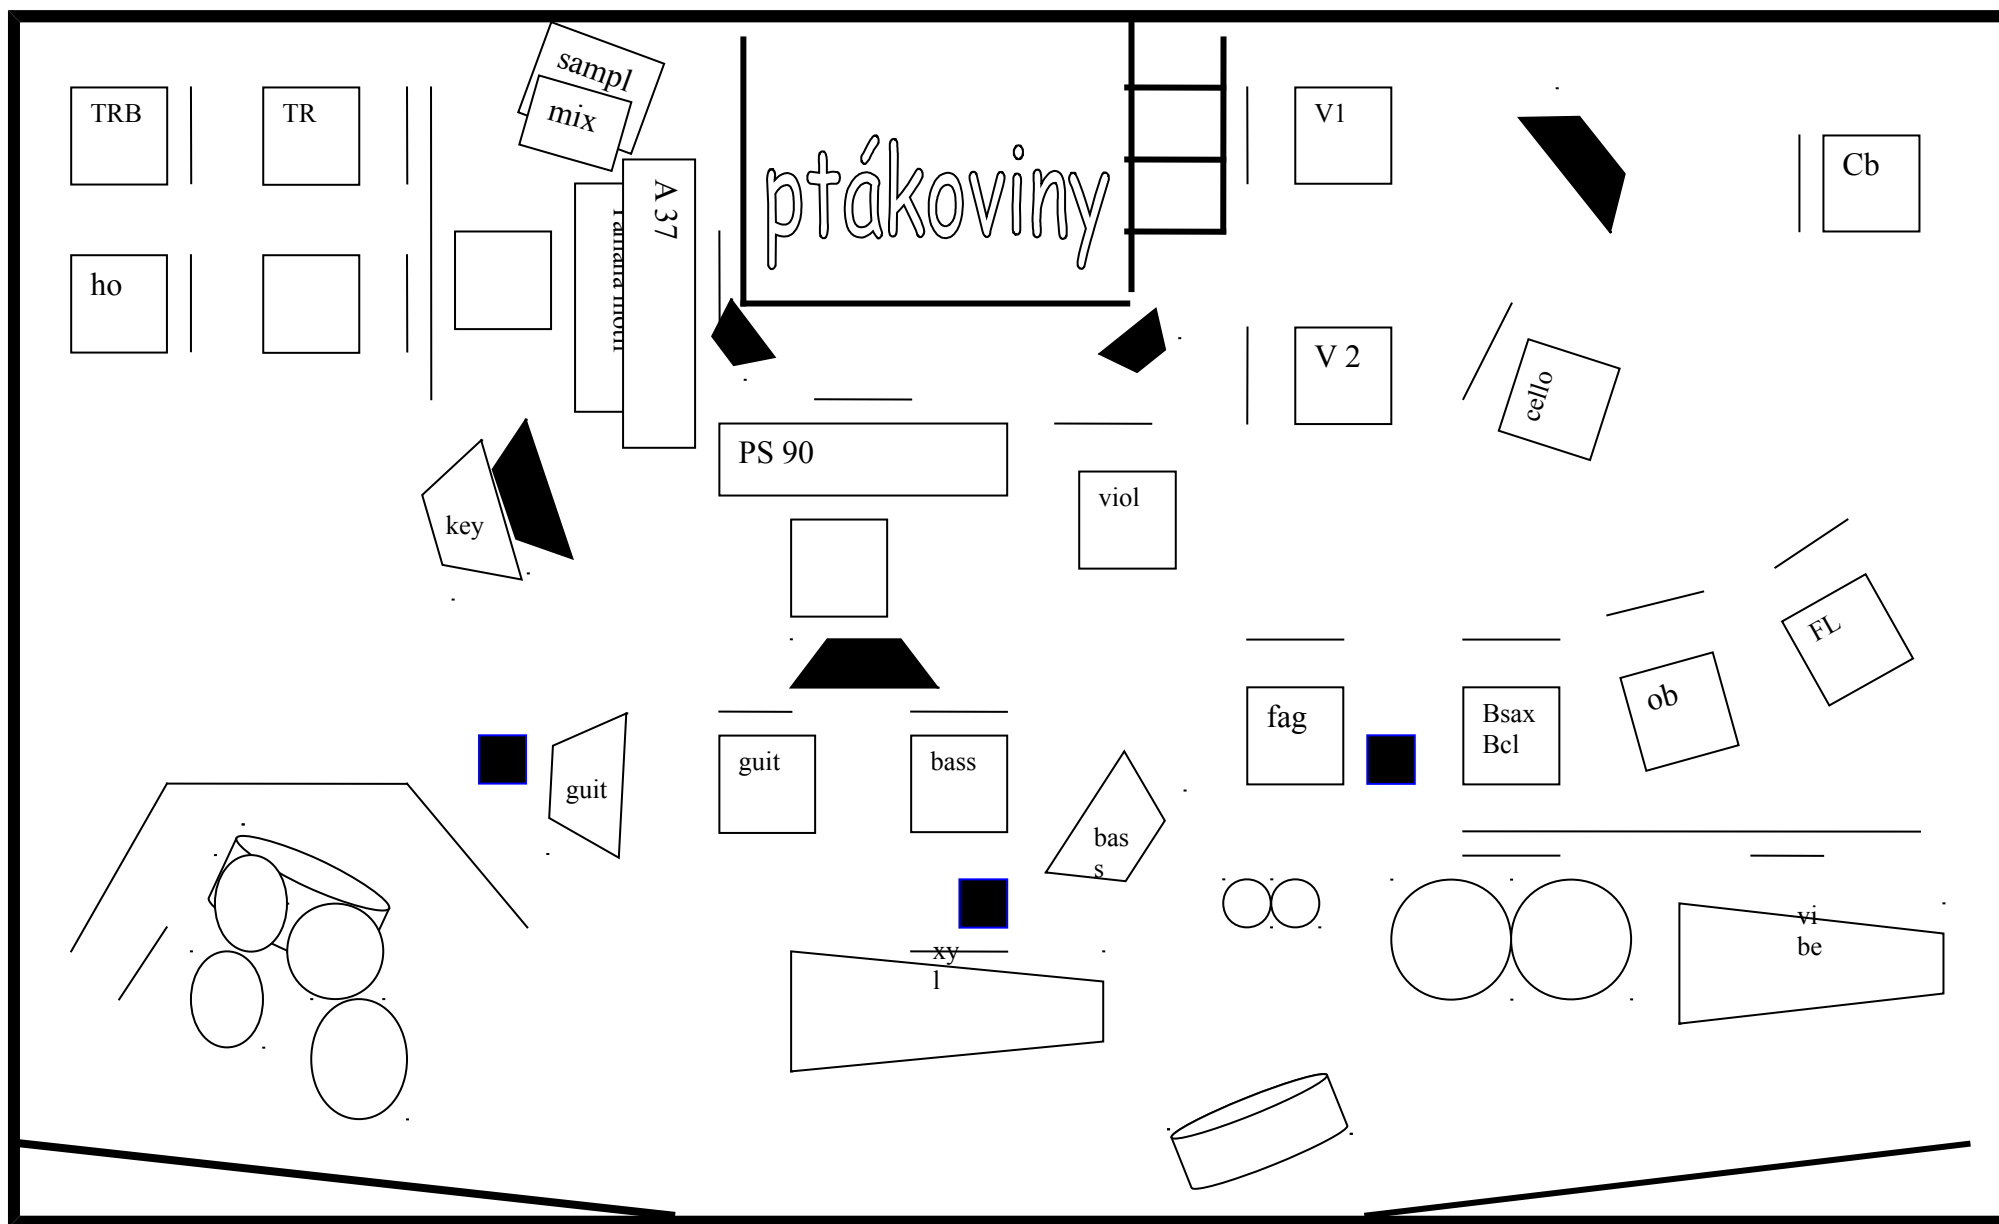 sampl
mix
TRB
TR
A 37
ptákoviny
V1
Cb
ho
V 2
cello
PS 90
viol
key
FL
ob
fag
Bsax
Bcl
guit
guit
bass
bas
s
xy
l
vi
be